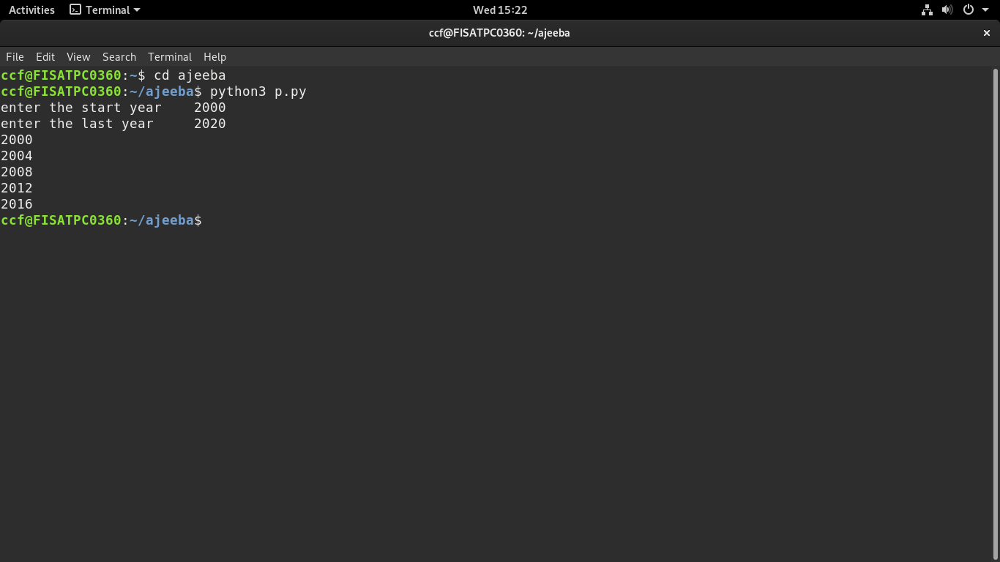 Activities Terminal Wed 15:22
ccf@FISATPC0360: ~/ajeeba ×
File Edit View Search Terminal Help
ccf@FISATPC0360:~$ cd ajeeba
ccf@FISATPC0360:~/ajeeba$ python3 p.py
enter the start year    2000
enter the last year     2020
2000
2004
2008
2012
2016
ccf@FISATPC0360:~/ajeeba$